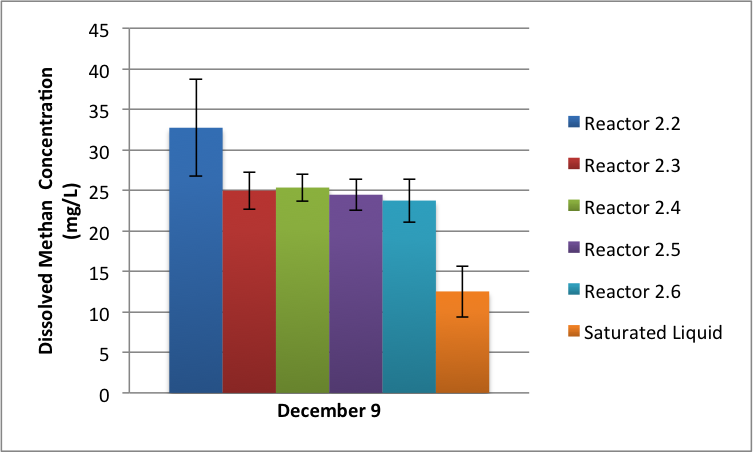 45
40
35
30
25
20
15
10
5
0
Dissolved Methan Concentration
(mg/L)
December 9
Reactor 2.2
Reactor 2.3
Reactor 2.4
Reactor 2.5
Reactor 2.6
Saturated Liquid